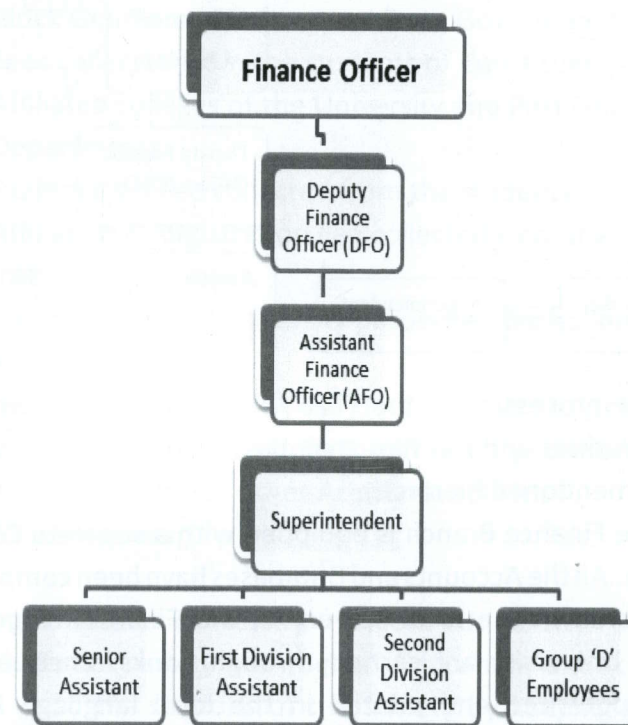 Finance Officer
Deputy
Finance
Officer (DFO)
Assistant
Finance
Officer (AFO)
Superintendent
Senior
Assistant
First Division
Assistant
Second
Division
Assistant
Group ‘D’
Employees